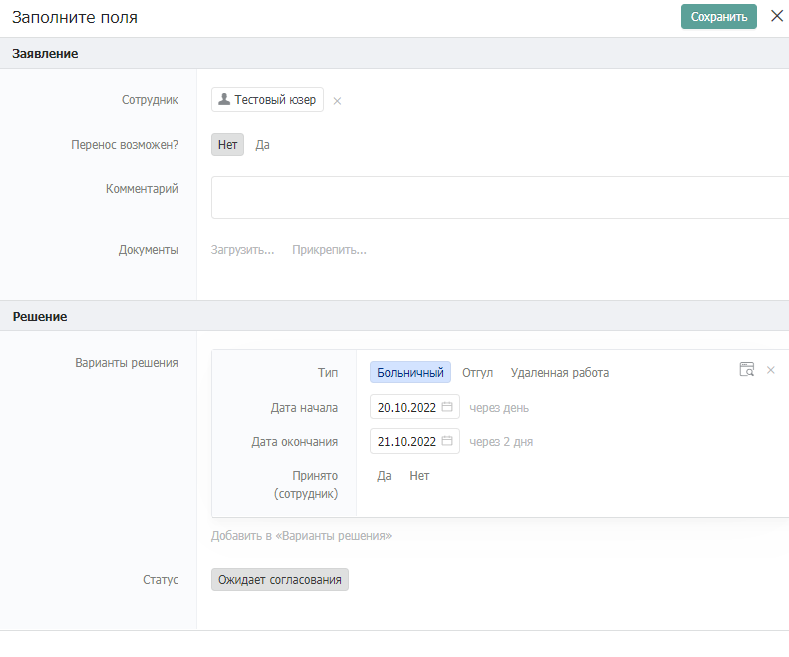 Заполните поля
Сохранить
Заявление
Сотрудник
Тестовый юзер
Перенос возможен?
Нет Да
Комментарий
Документы
Загрузить... Прикрепить...
Решение
Варианты решения
Тип
Больничный Отгул Удаленная работа
Дата начала
20.10.2022 через день
Дата окончания
21.10.2022 через 2 дня
Принято
(сотрудник)
Да Нет
Добавить в «Варианты решения»
Статус
Ожидает согласования